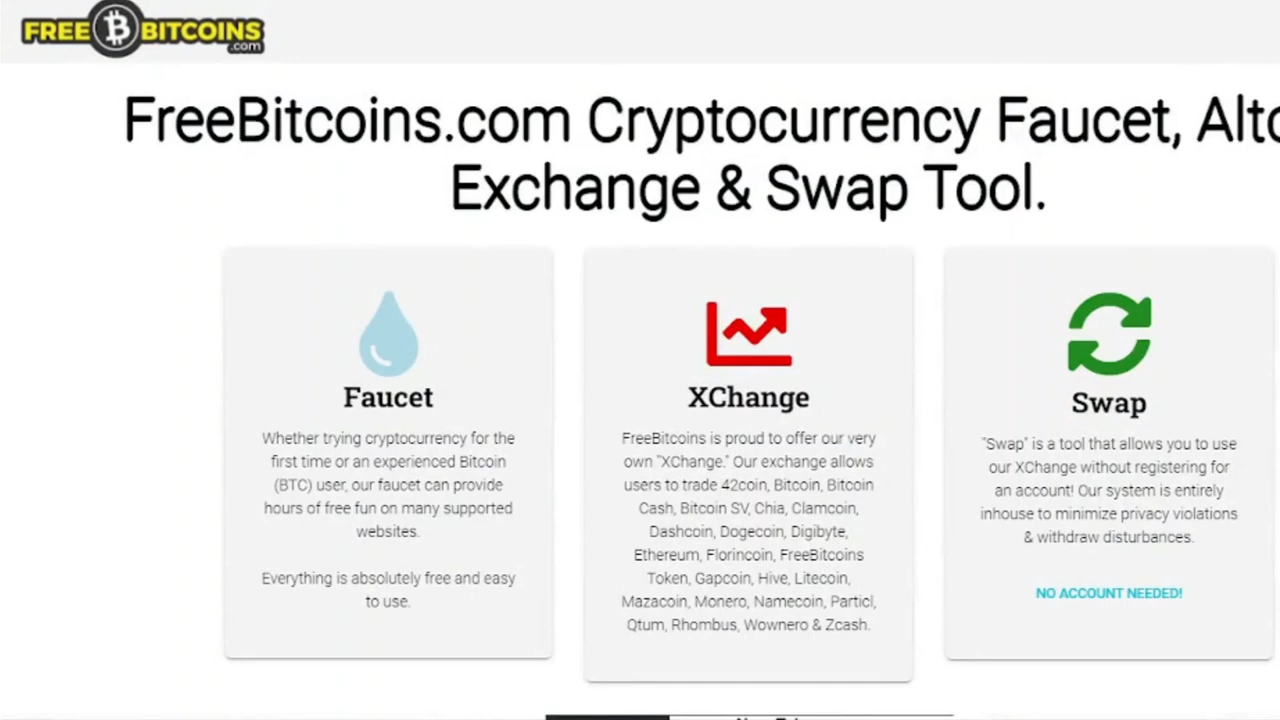 FREE BITCOINS
.com
FreeBitcoins.com Cryptocurrency Faucet,
Exchange & Swap Tool.
Faucet
Whether trying cryptocurrency for the
first time or an experienced Bitcoin
(BTC) user, our faucet can provide
hours of free fun on many supported
websites.
Everything is absolutely free and easy
to use.
XChange
FreeBitcoins is proud to offer our very
own "XChange." Our exchange allows
users to trade 42coin, Bitcoin, Bitcoin
Cash, Bitcoin SV, Chia, Clamcoin,
Dashcoin, Dogecoin, Digibyte,
Ethereum, Florincoin, FreeBitcoins
Token, Gapcoin, Hive, Litecoin,
Mazacoin, Monero, Namecoin, Particl,
Qtum, Rhombus, Wownero & Zcash.
Swap
"Swap" is a tool that allows you to use
our XChange without registering for
an account! Our system is entirely
inhouse to minimize privacy violations
& withdraw disturbances.
NO ACCOUNT NEEDED!